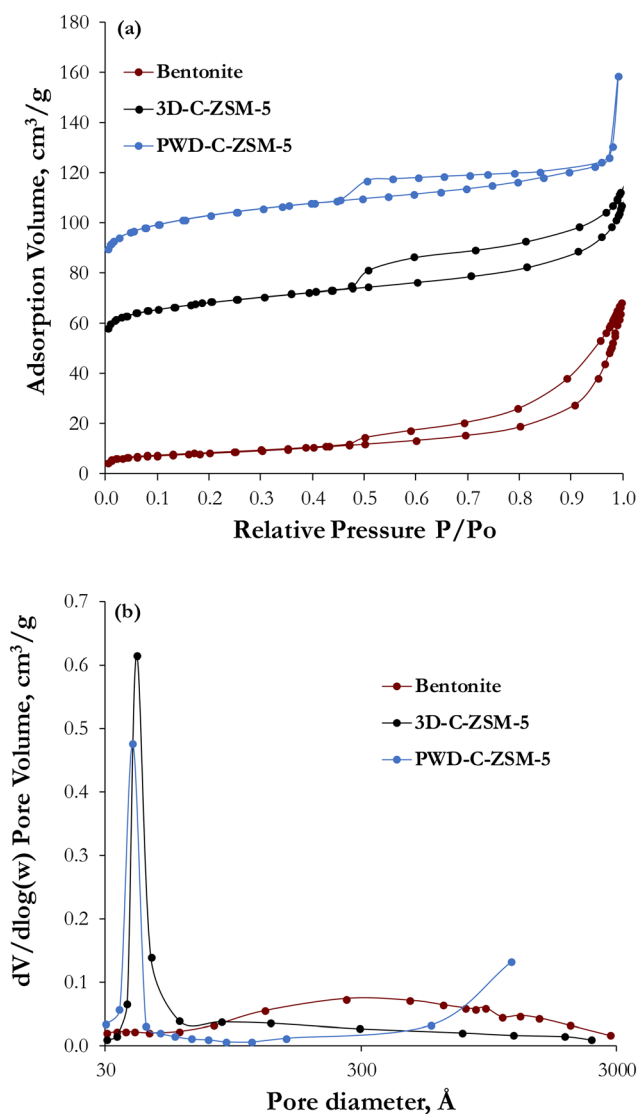 (a)
Adsorption Volume, cm³/g
180
160
140
120
100
80
60
40
20
0
Bentonite
3D-C-ZSM-5
PWD-C-ZSM-5
0.0 0.1 0.2 0.3 0.4 0.5 0.6 0.7 0.8 0.9 1.0
Relative Pressure P/Po
(b)
dV/dlog(w) Pore Volume, cm³/g
0.7
0.6
0.5
0.4
0.3
0.2
0.1
0.0
Bentonite
3D-C-ZSM-5
PWD-C-ZSM-5
30 300 3000
Pore diameter, Å